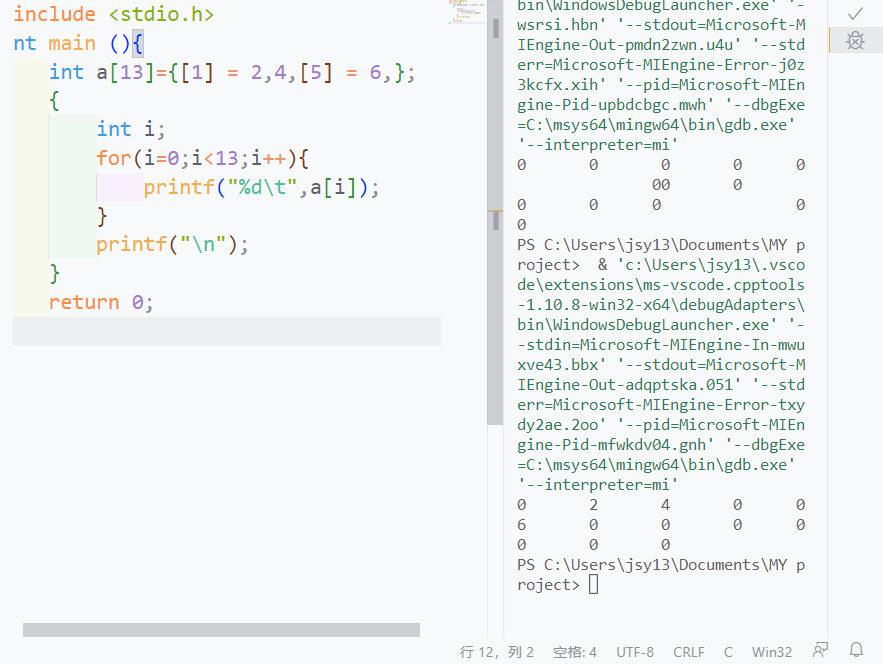 include <stdio.h>
nt main (){
int a[13]={[1] = 2,4,[5] = 6,};
{
int i;
for(i=0;i<13;i++){
printf("%d\t",a[i]);
}
printf("\n");
}
return 0;
bin\WindowsDebugLauncher.exe' '-
wsrsi.hbn' '--stdout=Microsoft-M
IEngine-Out-pmdn2zwn.u4u' '--std
err=Microsoft-MIEngine-Error-j0z
3kcfx.xih' '--pid=Microsoft-MIEn
gine-Pid-upbdcbgc.mwh' '--dbgExe
=C:\msys64\mingw64\bin\gdb.exe'
'--interpreter=mi'
0 0 0 0 0
00 0
0 0 0 0
0
PS C:\Users\jsy13\Documents\MY p
roject> & 'c:\Users\jsy13\.vsco
de\extensions\ms-vscode.cpptools
-1.10.8-win32-x64\debugAdapters\
bin\WindowsDebugLauncher.exe' '-
-stdin=Microsoft-MIEngine-In-mwu
xve43.bbx' '--stdout=Microsoft-M
IEngine-Out-adqptska.051' '--std
err=Microsoft-MIEngine-Error-txy
dy2ae.2oo' '--pid=Microsoft-MIEn
gine-Pid-mfwkdv04.gnh' '--dbgExe
=C:\msys64\mingw64\bin\gdb.exe'
'--interpreter=mi'
0 2 4 0 0
6 0 0 0 0
0 0 0
PS C:\Users\jsy13\Documents\MY p
roject>
行 12，列 2 空格: 4 UTF-8 CRLF C Win32